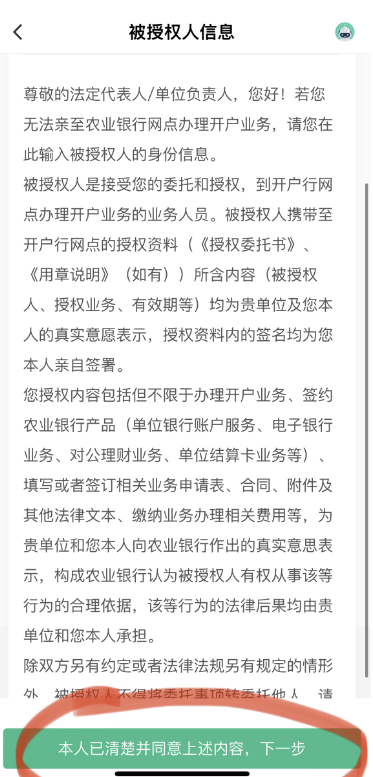 被授权人信息
尊敬的法定代表人/单位负责人，您好！若您
无法亲至农业银行网点办理开户业务，请您在
此输入被授权人的身份信息。
被授权人是接受您的委托和授权，到开户行网
点办理开户业务的业务人员。被授权人携带至
开户行网点的授权资料（《授权委托书》、
《用章说明》（如有））所含内容（被授权
人、授权业务、有效期等）均为贵单位及您本
人的真实意愿表示，授权资料内的签名均为您
本人亲自签署。
您授权内容包括但不限于办理开户业务、签约
农业银行产品（单位银行账户服务、电子银行
业务、对公理财业务、单位结算卡业务等）、
填写或者签订相关业务申请表、合同、附件及
其他法律文本、缴纳业务办理相关费用等，为
贵单位和您本人向农业银行作出的真实意思表
示，构成农业银行认为被授权人有权从事该等
行为的合理依据，该等行为的法律后果均由贵
单位和您本人承担。
除双方另有约定或者法律法规另有规定的情形
外，被授权人不得将委托事项转委托他人。请
本人已清楚并同意上述内容，下一步